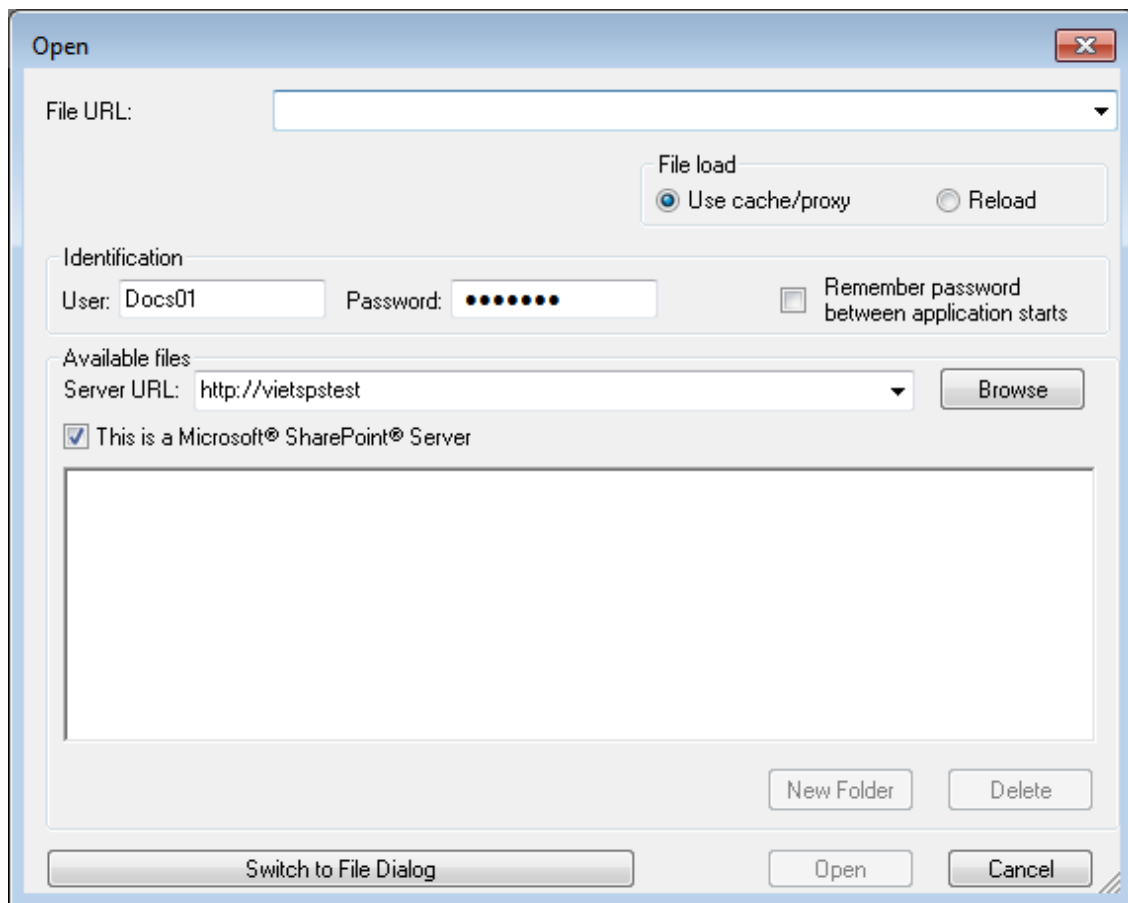 Open
File URL:
File load
Use cache/proxy
Reload
Identification
User: Docs01
Password: •••••••
Remember password
between application starts
Available files
Server URL: http://vietspstest
Browse
This is a Microsoft® SharePoint® Server
New Folder
Delete
Switch to File Dialog
Open
Cancel